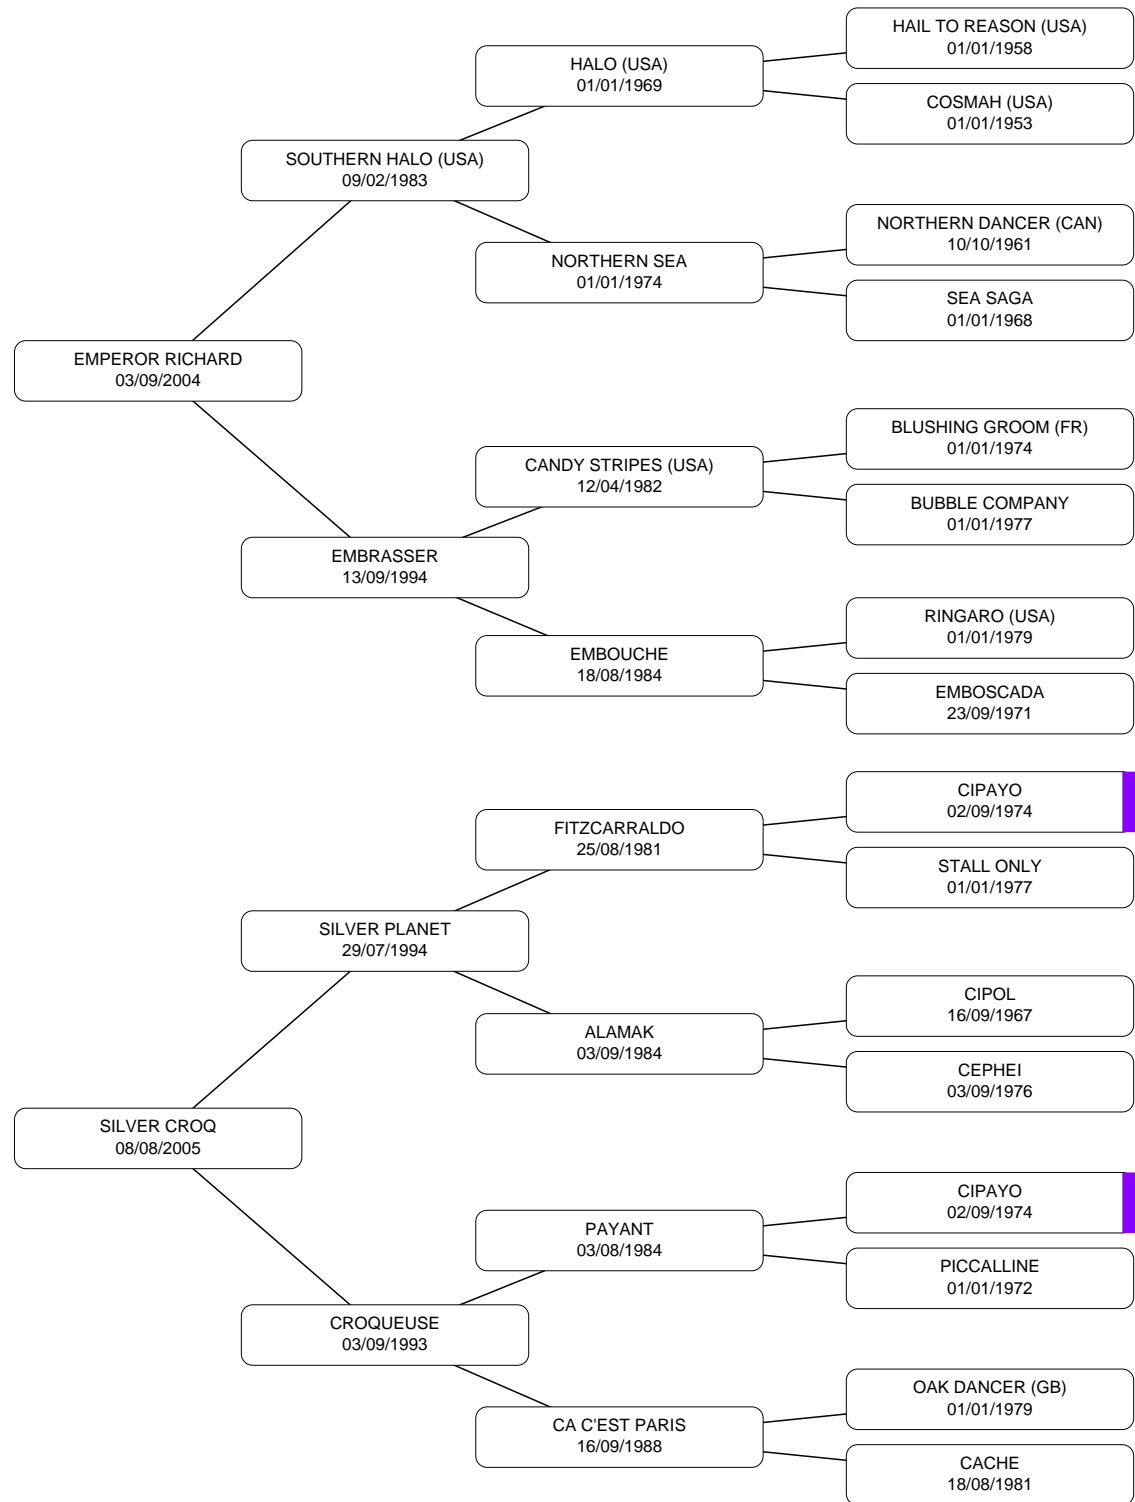 HAIL TO REASON (USA)
01/01/1958
HALO (USA)
01/01/1969
COSMAH (USA)
01/01/1953
SOUTHERN HALO (USA)
09/02/1983
NORTHERN DANCER (CAN)
10/10/1961
NORTHERN SEA
01/01/1974
SEA SAGA
01/01/1968
EMPEROR RICHARD
03/09/2004
BLUSHING GROOM (FR)
01/01/1974
CANDY STRIPES (USA)
12/04/1982
BUBBLE COMPANY
01/01/1977
EMBRASSER
13/09/1994
RINGARO (USA)
01/01/1979
EMBOUCHE
18/08/1984
EMBOSCADA
23/09/1971
CIPAYO
02/09/1974
FITZCARRALDO
25/08/1981
STALL ONLY
01/01/1977
SILVER PLANET
29/07/1994
CIPOL
16/09/1967
ALAMAK
03/09/1984
CEPHEI
03/09/1976
SILVER CROQ
08/08/2005
CIPAYO
02/09/1974
PAYANT
03/08/1984
PICCALLINE
01/01/1972
CROQUEUSE
03/09/1993
OAK DANCER (GB)
01/01/1979
CA C'EST PARIS
16/09/1988
CACHE
18/08/1981